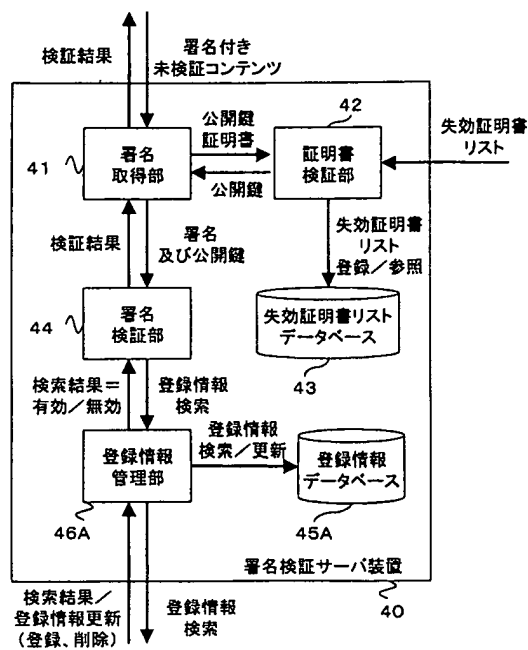 検証結果
署名付き
未検証コンテンツ
公開鍵
証明書
42
失効証明書
リスト
41
署名
取得部
証明書
検証部
公開鍵
検証結果
署名
及び公開鍵
失効証明書
リスト
登録／参照
44
署名
検証部
失効証明書リスト
データベース
43
検索結果＝
有効／無効
登録情報
検索
登録情報
検索／更新
登録情報
管理部
登録情報
データベース
46A
45A
署名検証サーバ装置
40
検索結果／
登録情報更新
(登録、削除)
登録情報
検索